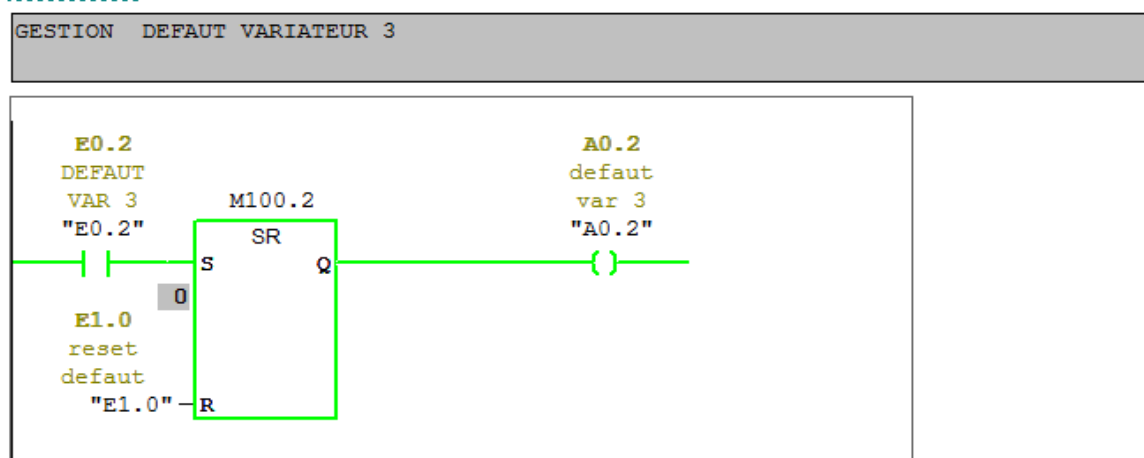 GESTION DEFAUT VARIATEUR 3
E0.2
DEFAUT
VAR 3
"E0.2"
M100.2
SR
S
Q
A0.2
defaut
var 3
"A0.2"
0
E1.0
reset
defaut
"E1.0"
R